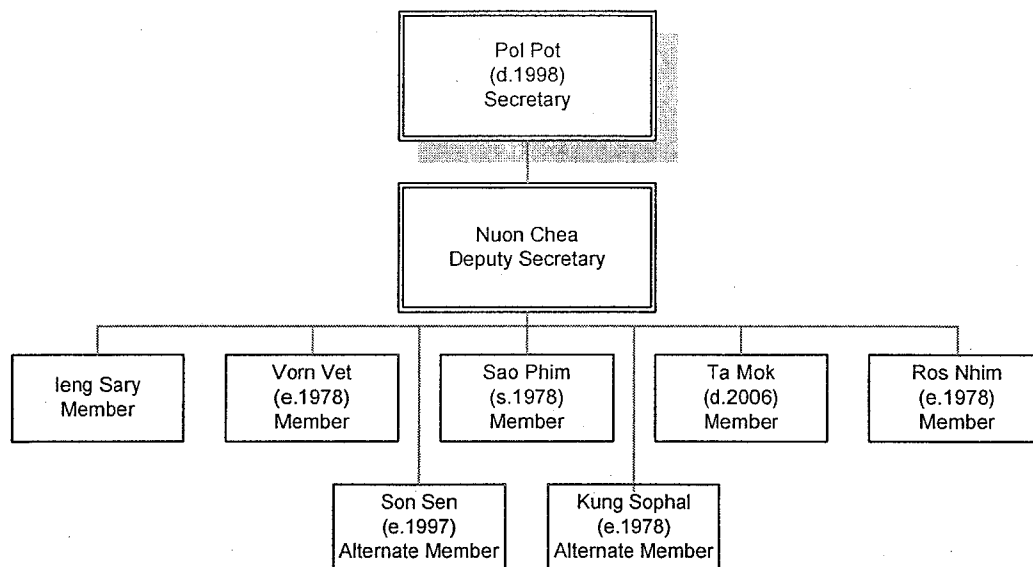 Pol Pot
(d.1998)
Secretary
Nuon Chea
Deputy Secretary
Ieng Sary
Member
Vorn Vet
(e.1978)
Member
Sao Phim
(s.1978)
Member
Ta Mok
(d.2006)
Member
Ros Nhim
(e.1978)
Member
Son Sen
(e.1997)
Alternate Member
Kung Sophal
(e.1978)
Alternate Member